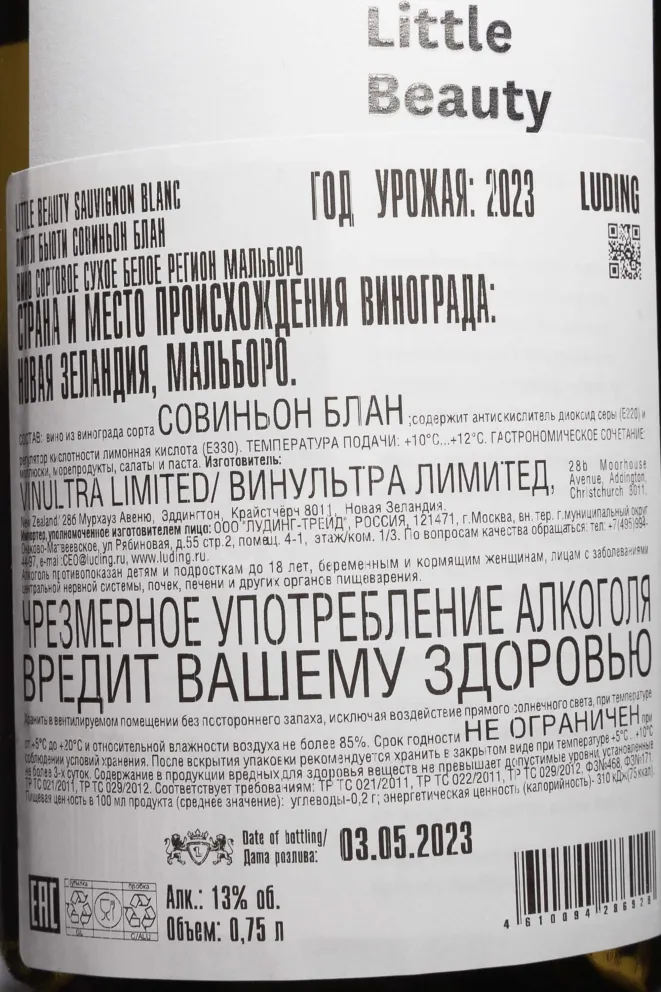 Little
Beauty
LITTLE BEAUTY SAUVIGNON BLANC
ЛИТТЛ БЬЮТИ СОВИНЬОН БЛАН
ВИНО СОРТОВОЕ СУХОЕ БЕЛОЕ РЕГИОН МАЛЬБОРО
ГОД УРОЖАЯ: 2023
LUDING
СТРАНА И МЕСТО ПРОИСХОЖДЕНИЯ ВИНОГРАДА:
НОВАЯ ЗЕЛАНДИЯ, МАЛЬБОРО.
СОСТАВ: вино из винограда сорта СОВИНЬОН БЛАН ;содержит антиокислитель диоксид серы (Е220) и
регулятор кислотности лимонная кислота (Е330). ТЕМПЕРАТУРА ПОДАЧИ: +10°С...+12°С. ГАСТРОНОМИЧЕСКОЕ СОЧЕТАНИЕ:
моллюски, морепродукты, салаты и паста. Изготовитель:
VINULTRA LIMITED/ ВИНУЛЬТРА ЛИМИТЕД, 28b Moorhouse
Avenue, Addington,
Christchurch 8011,
New Zealand/ 28б Мурхауз Авеню, Эддингтон, Крайстчёрч 8011, Новая Зеландия.
Импортер, уполномоченное изготовителем лицо: ООО "ЛУДИНГ-ТРЕЙД", РОССИЯ, 121471, г.Москва, вн.тер. г.муниципальный округ
Очаково-Матвеевское, ул Рябиновая, д.55 стр.2, помещ. 4-1, этаж/ком. 1/3. По вопросам качества обращаться: тел: +7(495)994-
44-97, e-mail:CEO@luding.ru, www.luding.ru.
Алкоголь противопоказан детям и подросткам до 18 лет, беременным и кормящим женщинам, лицам с заболеваниями
центральной нервной системы, почек, печени и других органов пищеварения.
ЧРЕЗМЕРНОЕ УПОТРЕБЛЕНИЕ АЛКОГОЛЯ
ВРЕДИТ ВАШЕМУ ЗДОРОВЬЮ
Хранить в вентилируемом помещении без постороннего запаха, исключая воздействие прямого солнечного света, при температуре
от +5°С до +20°С и относительной влажности воздуха не более 85%. Срок годности НЕ ОГРАНИЧЕН при
соблюдении условий хранения. После вскрытия упаковки рекомендуется хранить в закрытом виде при температуре +5°С...+10°С
не более 3-х суток. Содержание в продукции вредных для здоровья веществ не превышает допустимые уровни, установленные
ТР ТС 021/2011, ТР ТС 029/2012. Соответствует требованиям: ТР ТС 021/2011, ТР ТС 022/2011, ТР ТС 029/2012, ФЗ№468, ФЗ№171.
Пищевая ценность в 100 мл продукта (среднее значение): углеводы-0,2 г; энергетическая ценность (калорийность)- 310 кДж(75 ккал).
Date of bottling/
Дата розлива: 03.05.2023
EAC
бутылка
пробка
GL
C/ALU
Алк.: 13% об.
Объем: 0,75 л
4 610094 286928